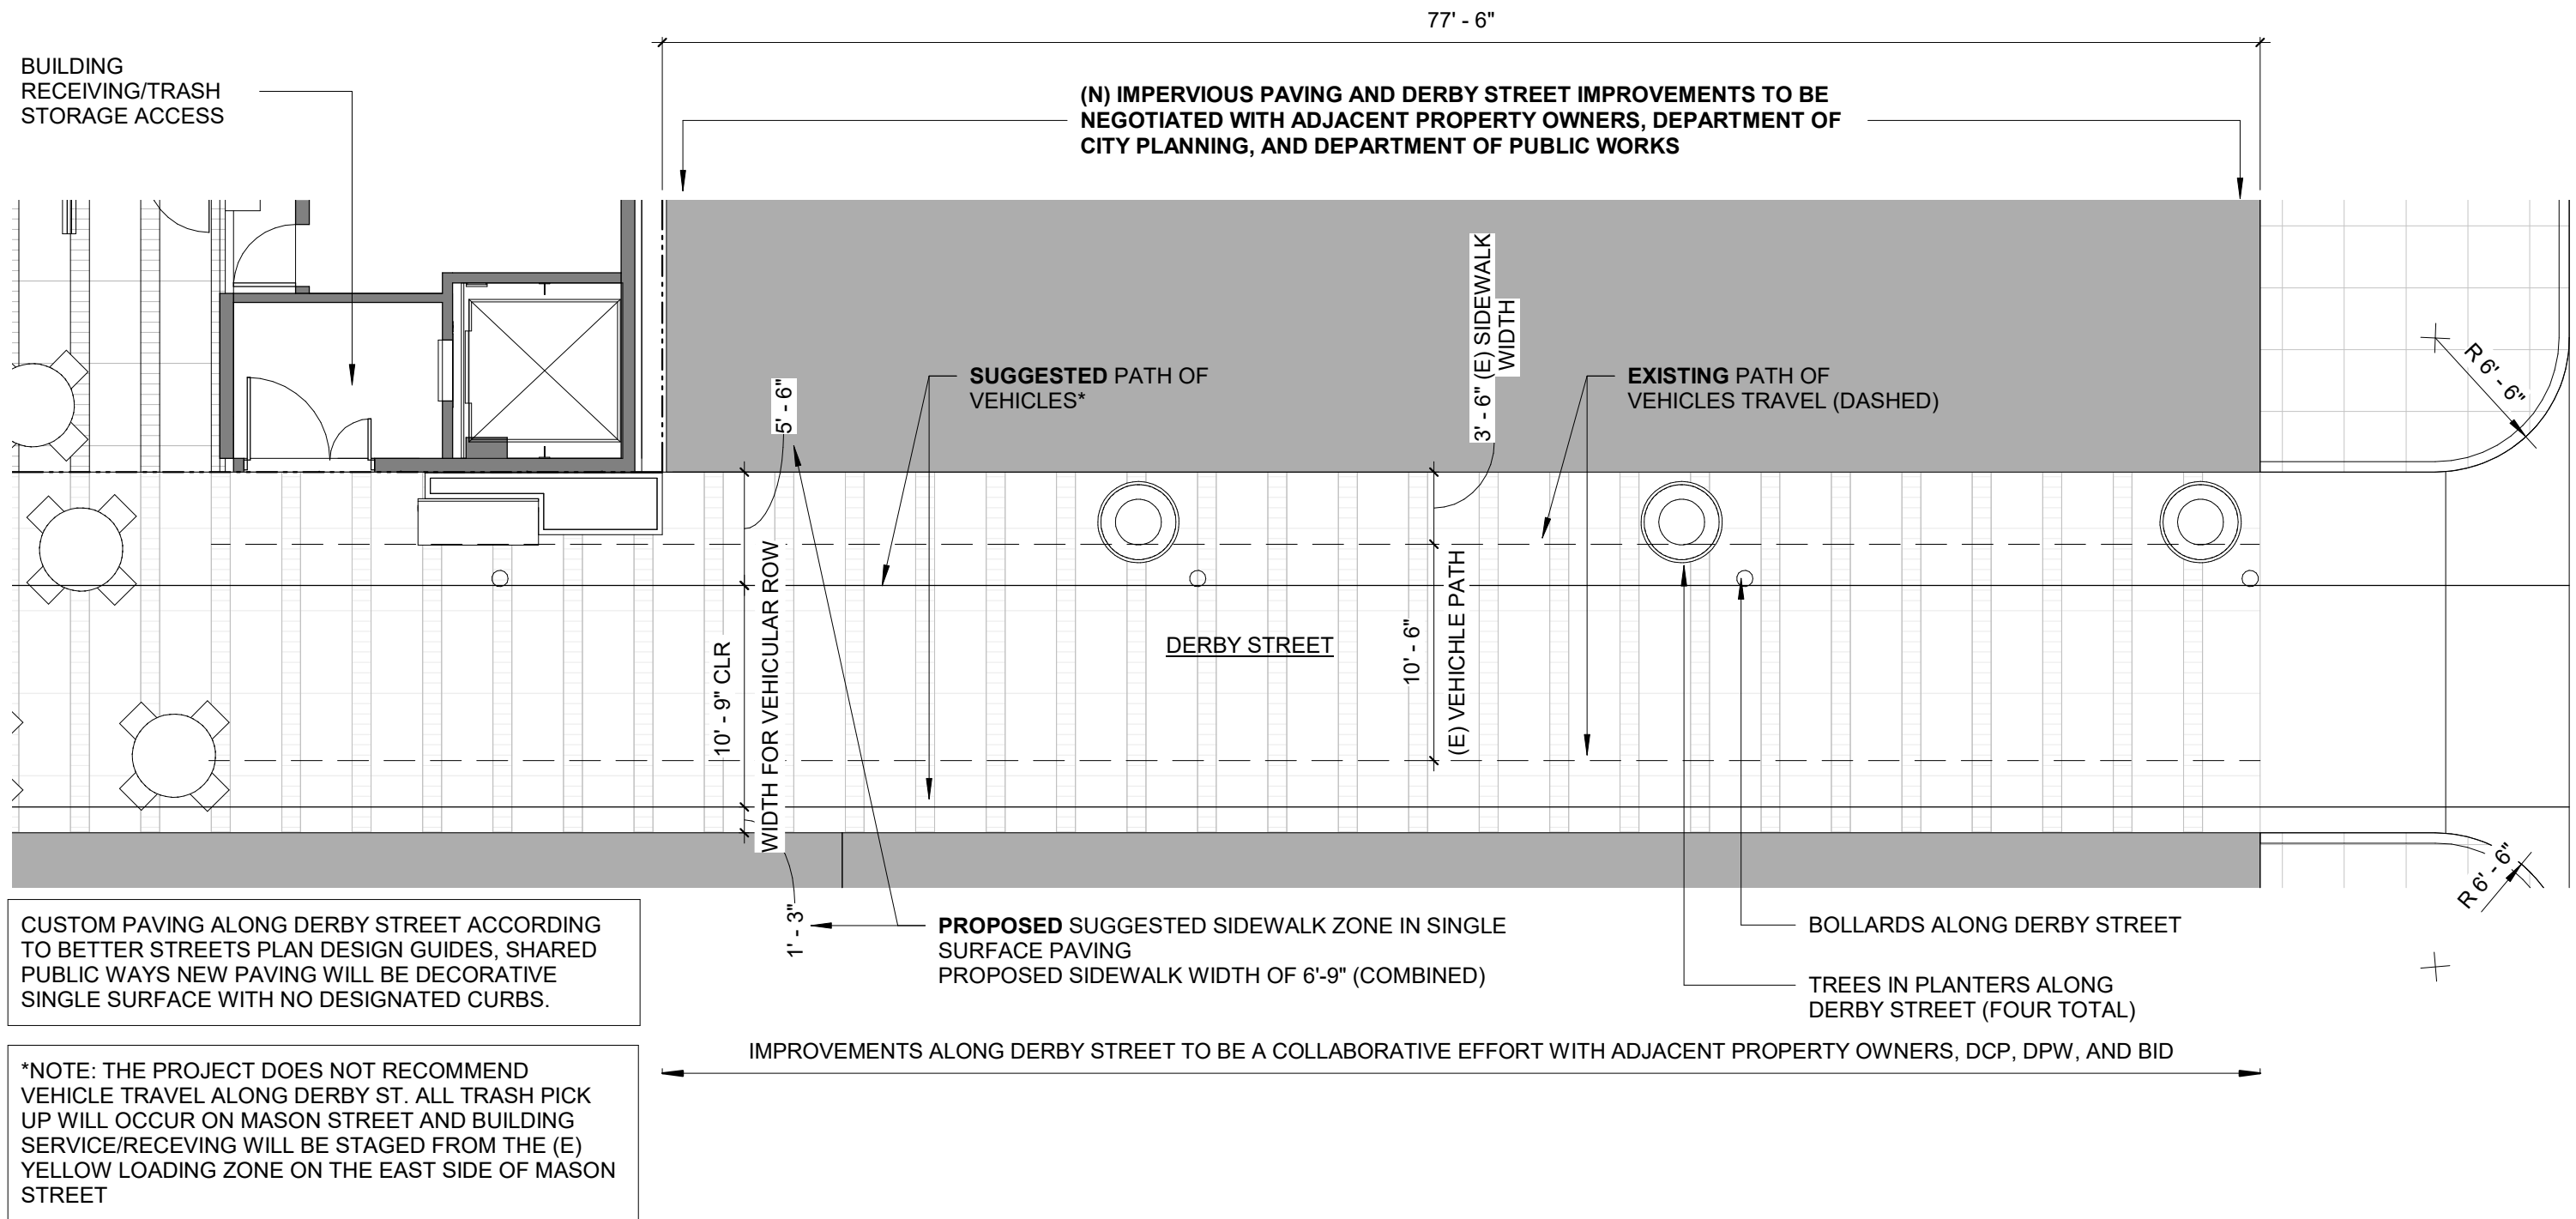 77' - 6"
BUILDING
RECEIVING/TRASH
STORAGE ACCESS
(N) IMPERVIOUS PAVING AND DERBY STREET IMPROVEMENTS TO BE
NEGOTIATED WITH ADJACENT PROPERTY OWNERS, DEPARTMENT OF
CITY PLANNING, AND DEPARTMENT OF PUBLIC WORKS
3' - 6" (E) SIDEWALK
WIDTH
R 6' - 6"
SUGGESTED PATH OF
VEHICLES*
EXISTING PATH OF
VEHICLES TRAVEL (DASHED)
5' - 6"
10' - 9" CLR
WIDTH FOR VEHICULAR ROW
DERBY STREET
10' - 6"
(E) VEHICHLE PATH
1' - 3"
R 6' - 6"
PROPOSED SUGGESTED SIDEWALK ZONE IN SINGLE
SURFACE PAVING
PROPOSED SIDEWALK WIDTH OF 6'-9" (COMBINED)
BOLLARDS ALONG DERBY STREET
TREES IN PLANTERS ALONG
DERBY STREET (FOUR TOTAL)
CUSTOM PAVING ALONG DERBY STREET ACCORDING
TO BETTER STREETS PLAN DESIGN GUIDES, SHARED
PUBLIC WAYS NEW PAVING WILL BE DECORATIVE
SINGLE SURFACE WITH NO DESIGNATED CURBS.
IMPROVEMENTS ALONG DERBY STREET TO BE A COLLABORATIVE EFFORT WITH ADJACENT PROPERTY OWNERS, DCP, DPW, AND BID
*NOTE: THE PROJECT DOES NOT RECOMMEND
VEHICLE TRAVEL ALONG DERBY ST. ALL TRASH PICK
UP WILL OCCUR ON MASON STREET AND BUILDING
SERVICE/RECEVING WILL BE STAGED FROM THE (E)
YELLOW LOADING ZONE ON THE EAST SIDE OF MASON
STREET